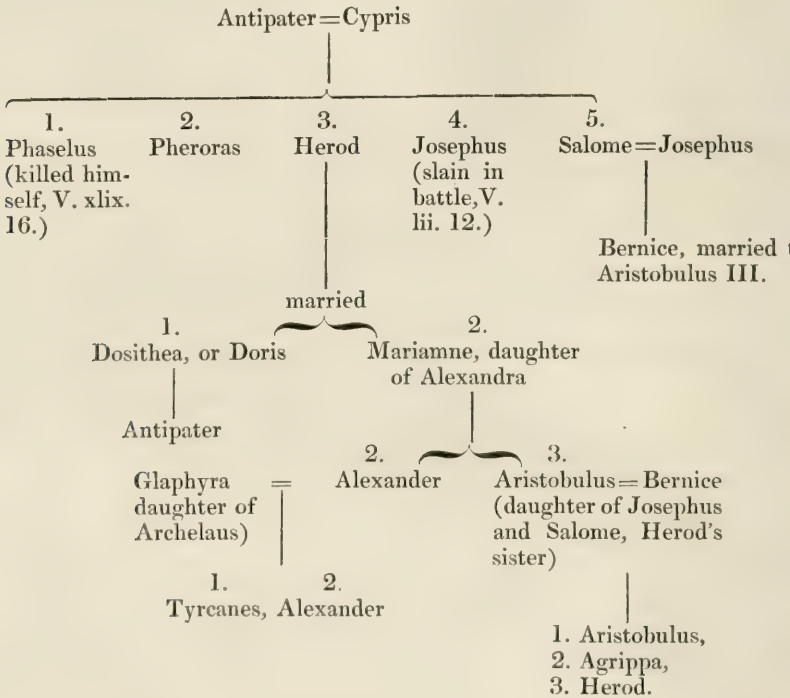 Antipater=Cypris
1. 2. 3. 4. 5.
Phaselus Pheroras Herod Josephus Salome=Josephus
(killed him- (slain in
self, V. xlix. battle, V.
16.) lii. 12.)
Bernice, married
Aristobulus III.
married
1. 2.
Dosithea, or Doris Mariamne, daughter
of Alexandra
Antipater
2. 3.
Glaphyra = Alexander Aristobulus=Bernice
daughter of (daughter of Josephus
Archelaus) and Salome, Herod's
sister)
1. 2.
Tyrcanes, Alexander
1. Aristobulus,
2. Agrippa,
3. Herod.